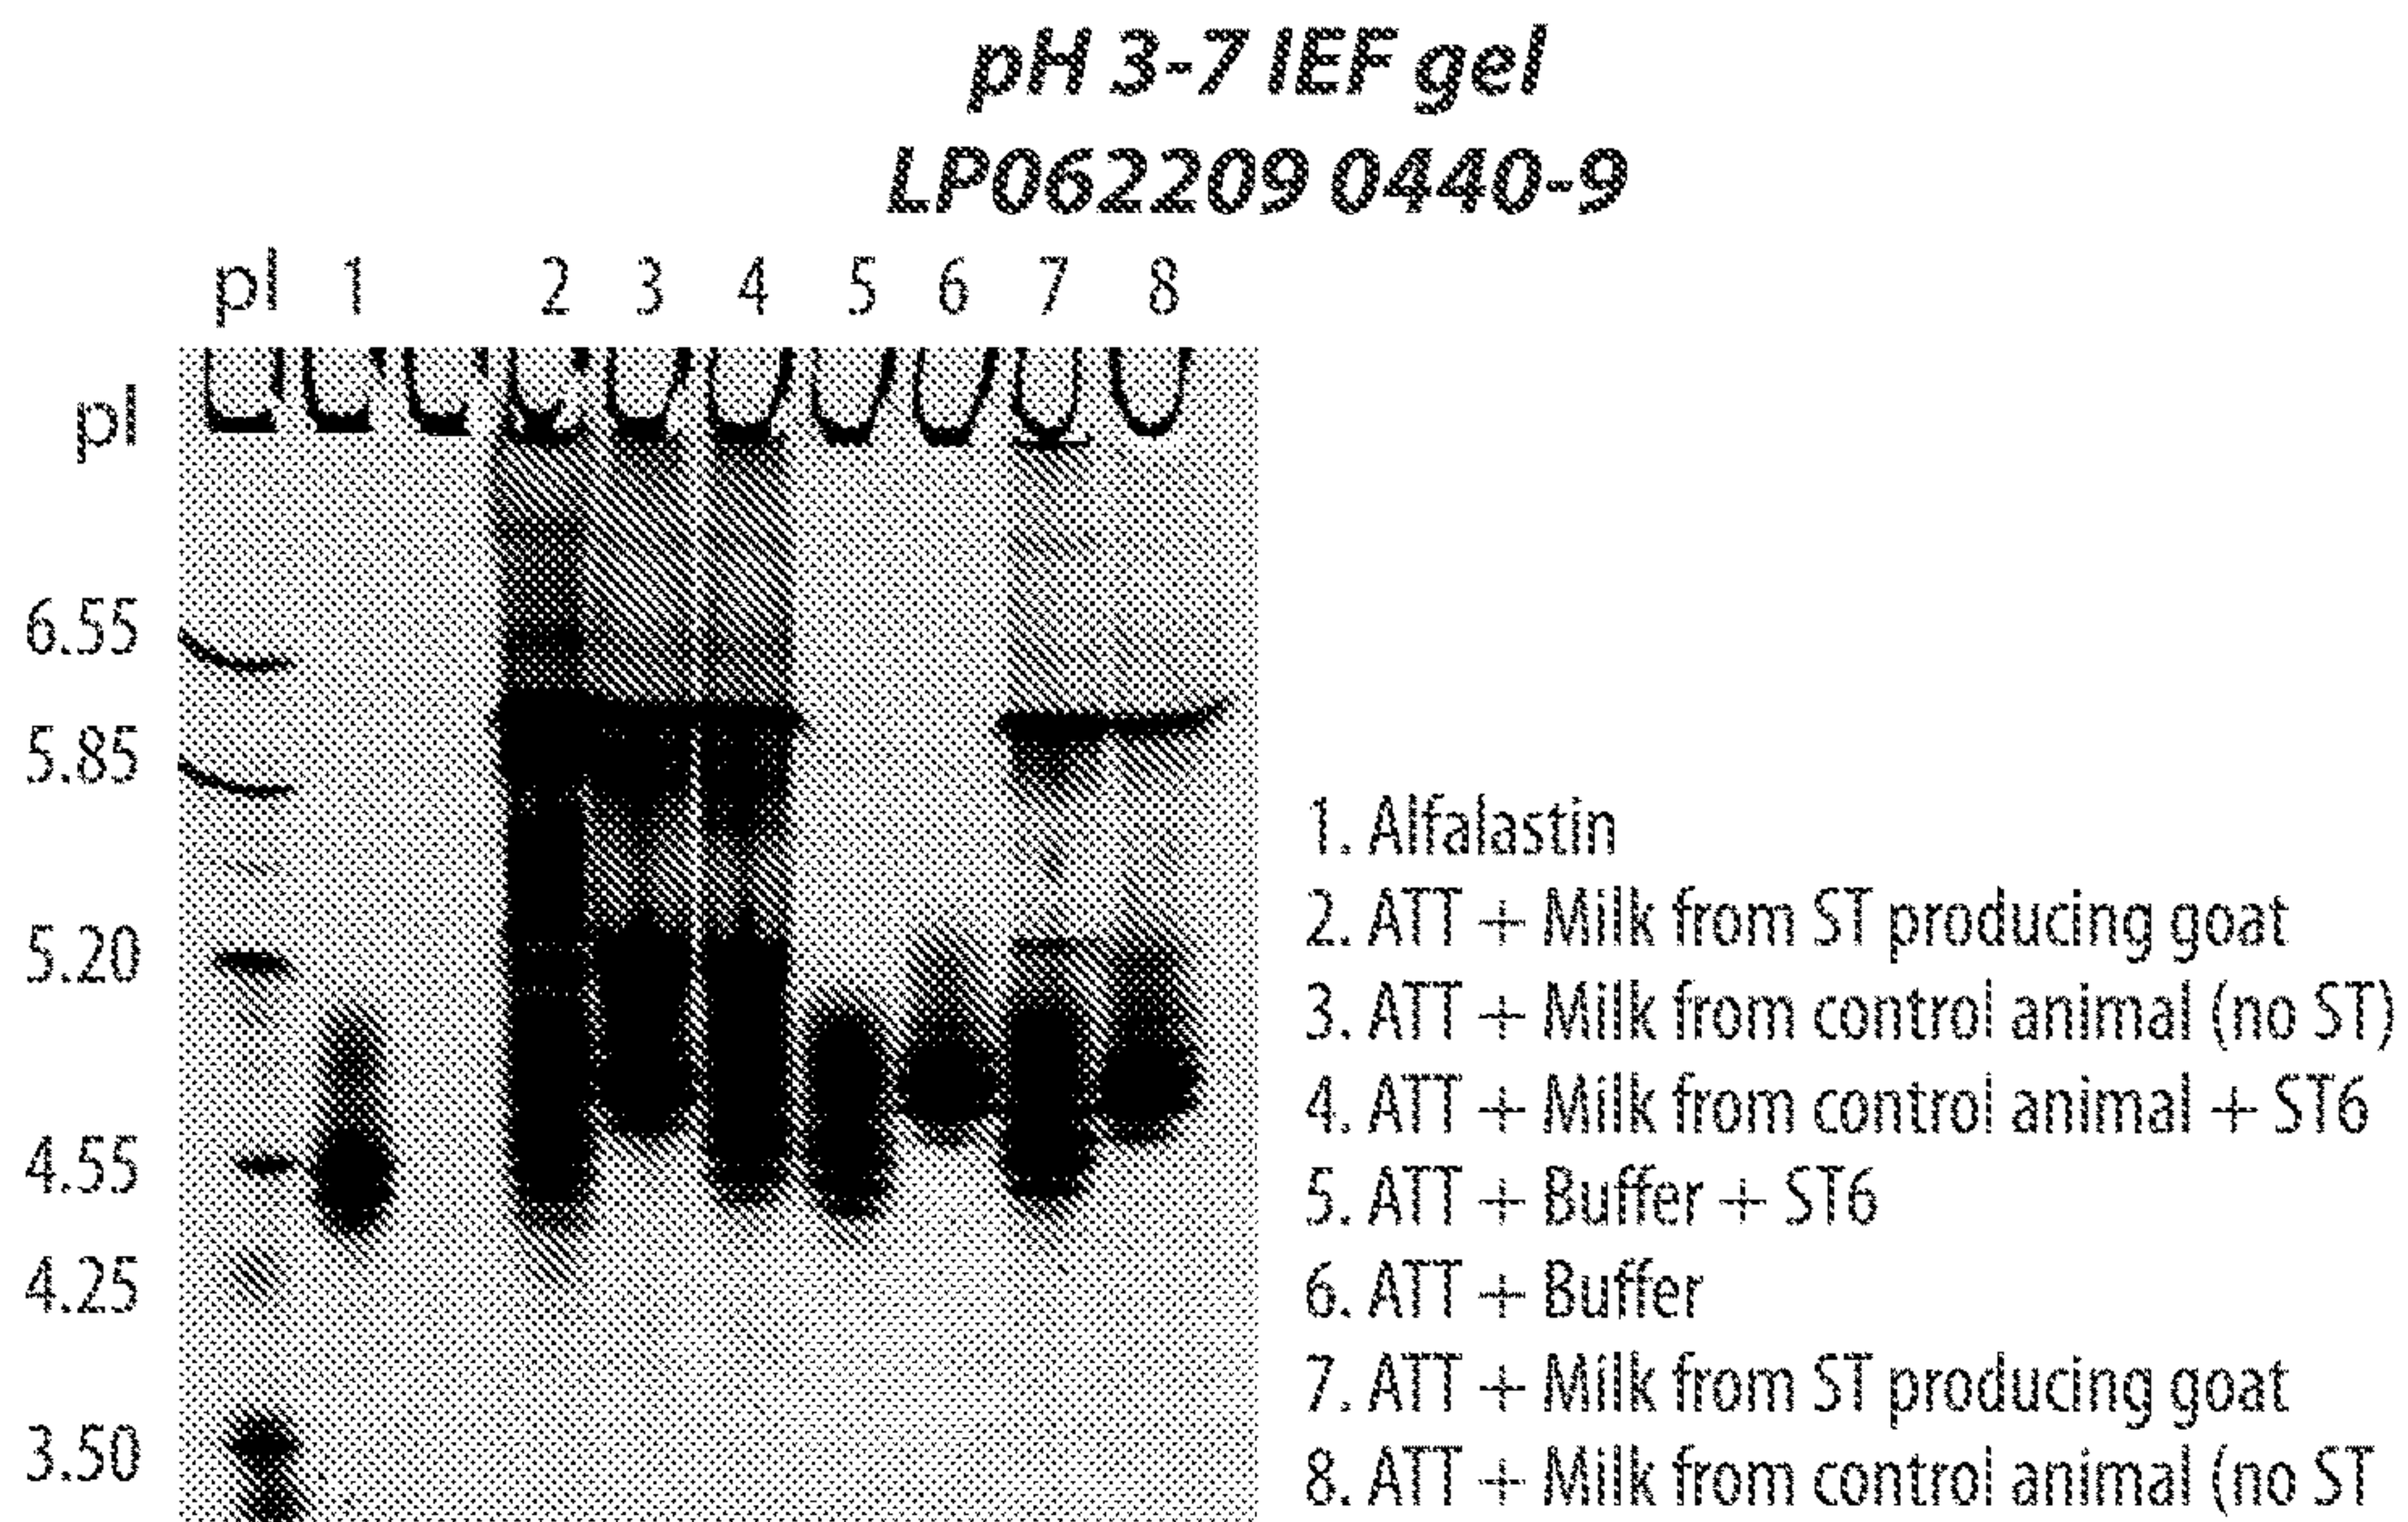 pH 3-7 IEF gel
LP062209 0440-9
pI 1 2 3 4 5 6 7 8
pI
6.55
5.85
5.20
4.55
4.25
3.50
1. Alfalastin
2. ATT + Milk from ST producing goat
3. ATT + Milk from control animal (no ST)
4. ATT + Milk from control animal + ST6
5. ATT + Buffer + ST6
6. ATT + Buffer
7. ATT + Milk from ST producing goat
8. ATT + Milk from control animal (no ST